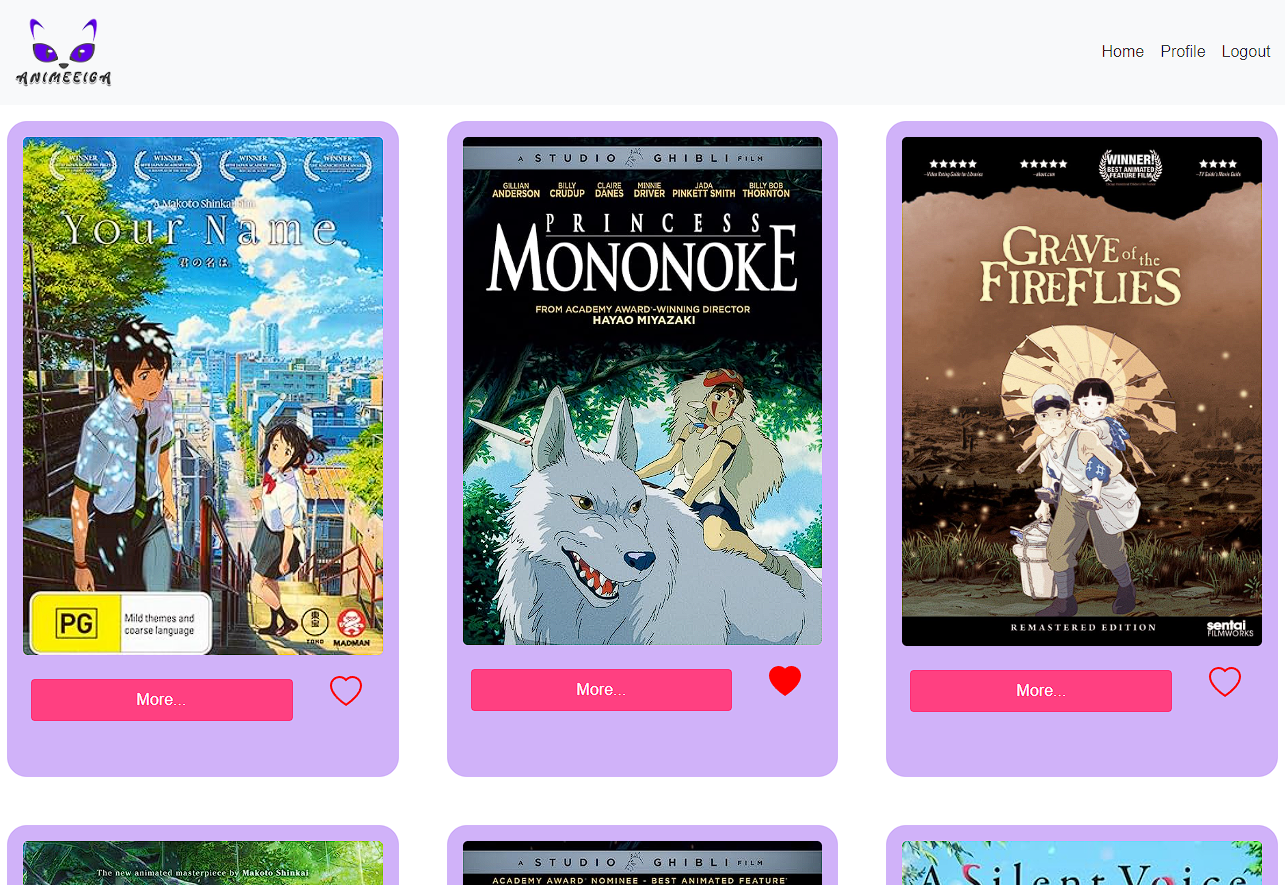 ANIMEEIGA
Home Profile Logout
WINNER WINNER WINNER WINNER
A Makoto Shinkai Film
Your Name.
君の名は.
PG
Mild themes and
coarse language
TOHO
MADMAN
More...
A STUDIO GHIBLI FILM
GILLIAN ANDERSON BILLY CRUDUP CLAIRE DANES MINNIE DRIVER JADA PINKETT SMITH BILLY BOB THORNTON
PRINCESS
MONONOKE
FROM ACADEMY AWARD®-WINNING DIRECTOR
HAYAO MIYAZAKI
More...
WINNER!
BEST ANIMATED
FEATURE FILM
GRAVE of the
FIREFLIES
REMASTERED EDITION
sentai
FILMWORKS
More...
The new animated masterpiece by Makoto Shinkai
A STUDIO GHIBLI FILM
ACADEMY AWARD® NOMINEE - BEST ANIMATED FEATURE
A Silent Voice